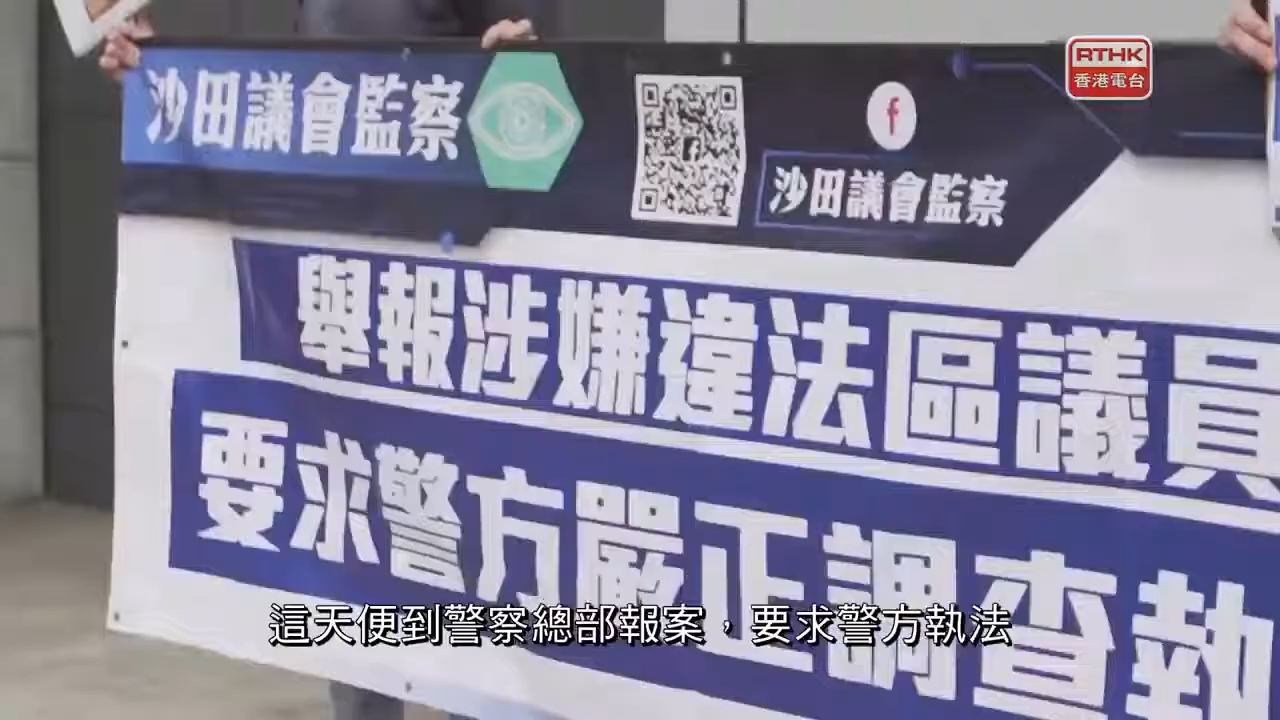 RTHK
香港電台
沙田議會監察
f
沙田議會監察
舉報涉嫌違法區議員
要求警方嚴正調查執
這天便到警察總部報案，要求警方執法